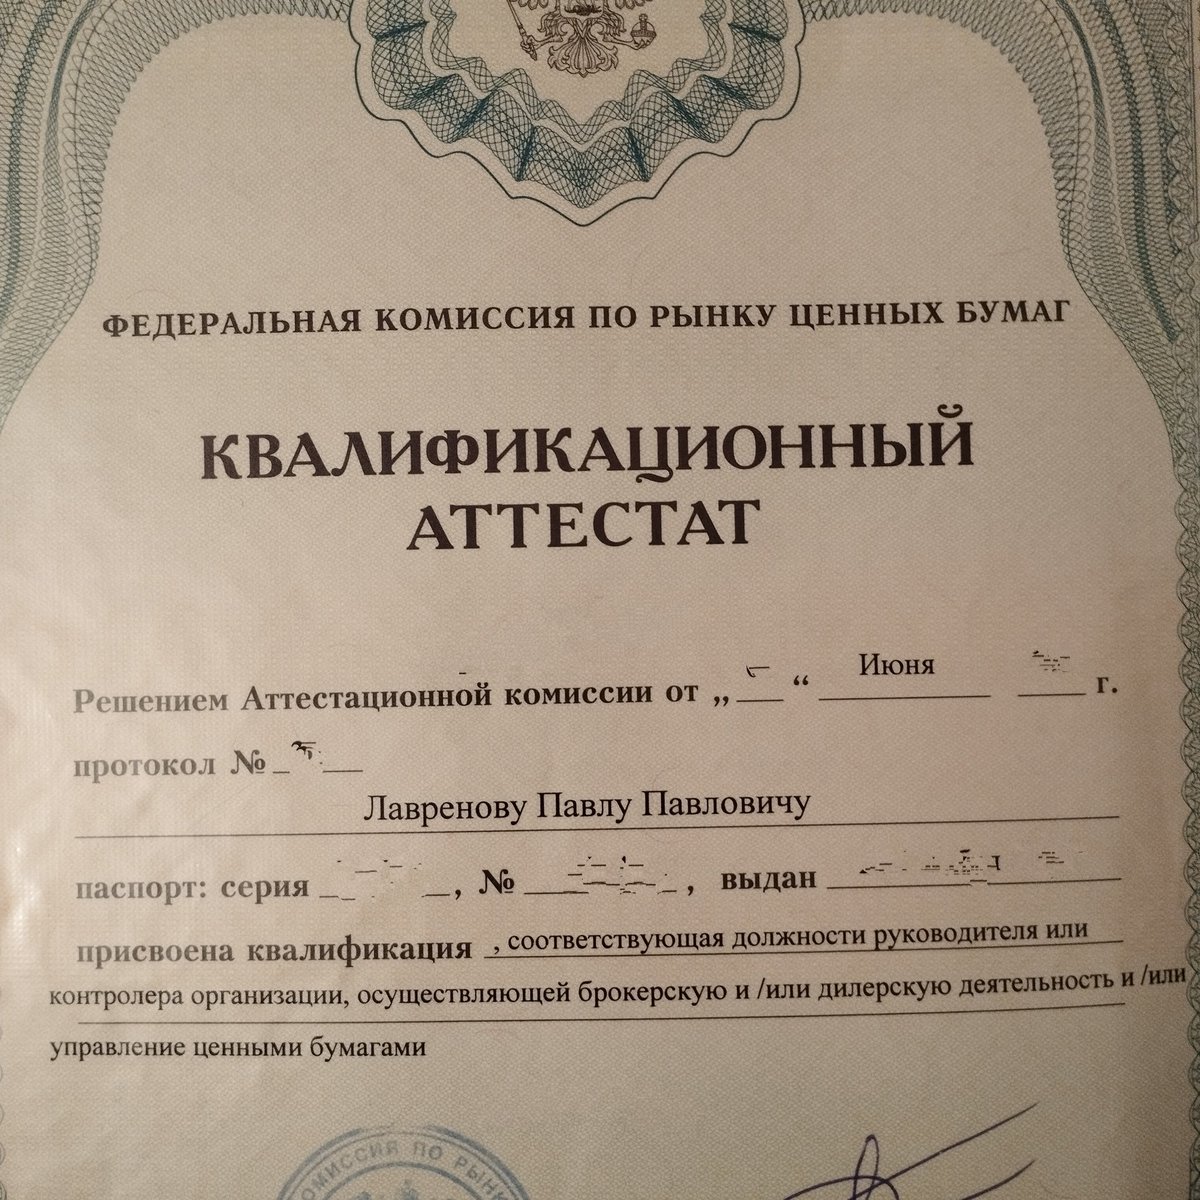 ФЕДЕРАЛЬНАЯ КОМИССИЯ ПО РЫНКУ ЦЕННЫХ БУМАГ
КВАЛИФИКАЦИОННЫЙ
АТТЕСТАТ
Решением Аттестационной комиссии от „ “ Июня г.
протокол №
Лавренову Павлу Павловичу
паспорт: серия , № , выдан
присвоена квалификация , соответствующая должности руководителя или
контролера организации, осуществляющей брокерскую и /или дилерскую деятельность и /или
управление ценными бумагами
КОМИССИЯ ПО РЫНК